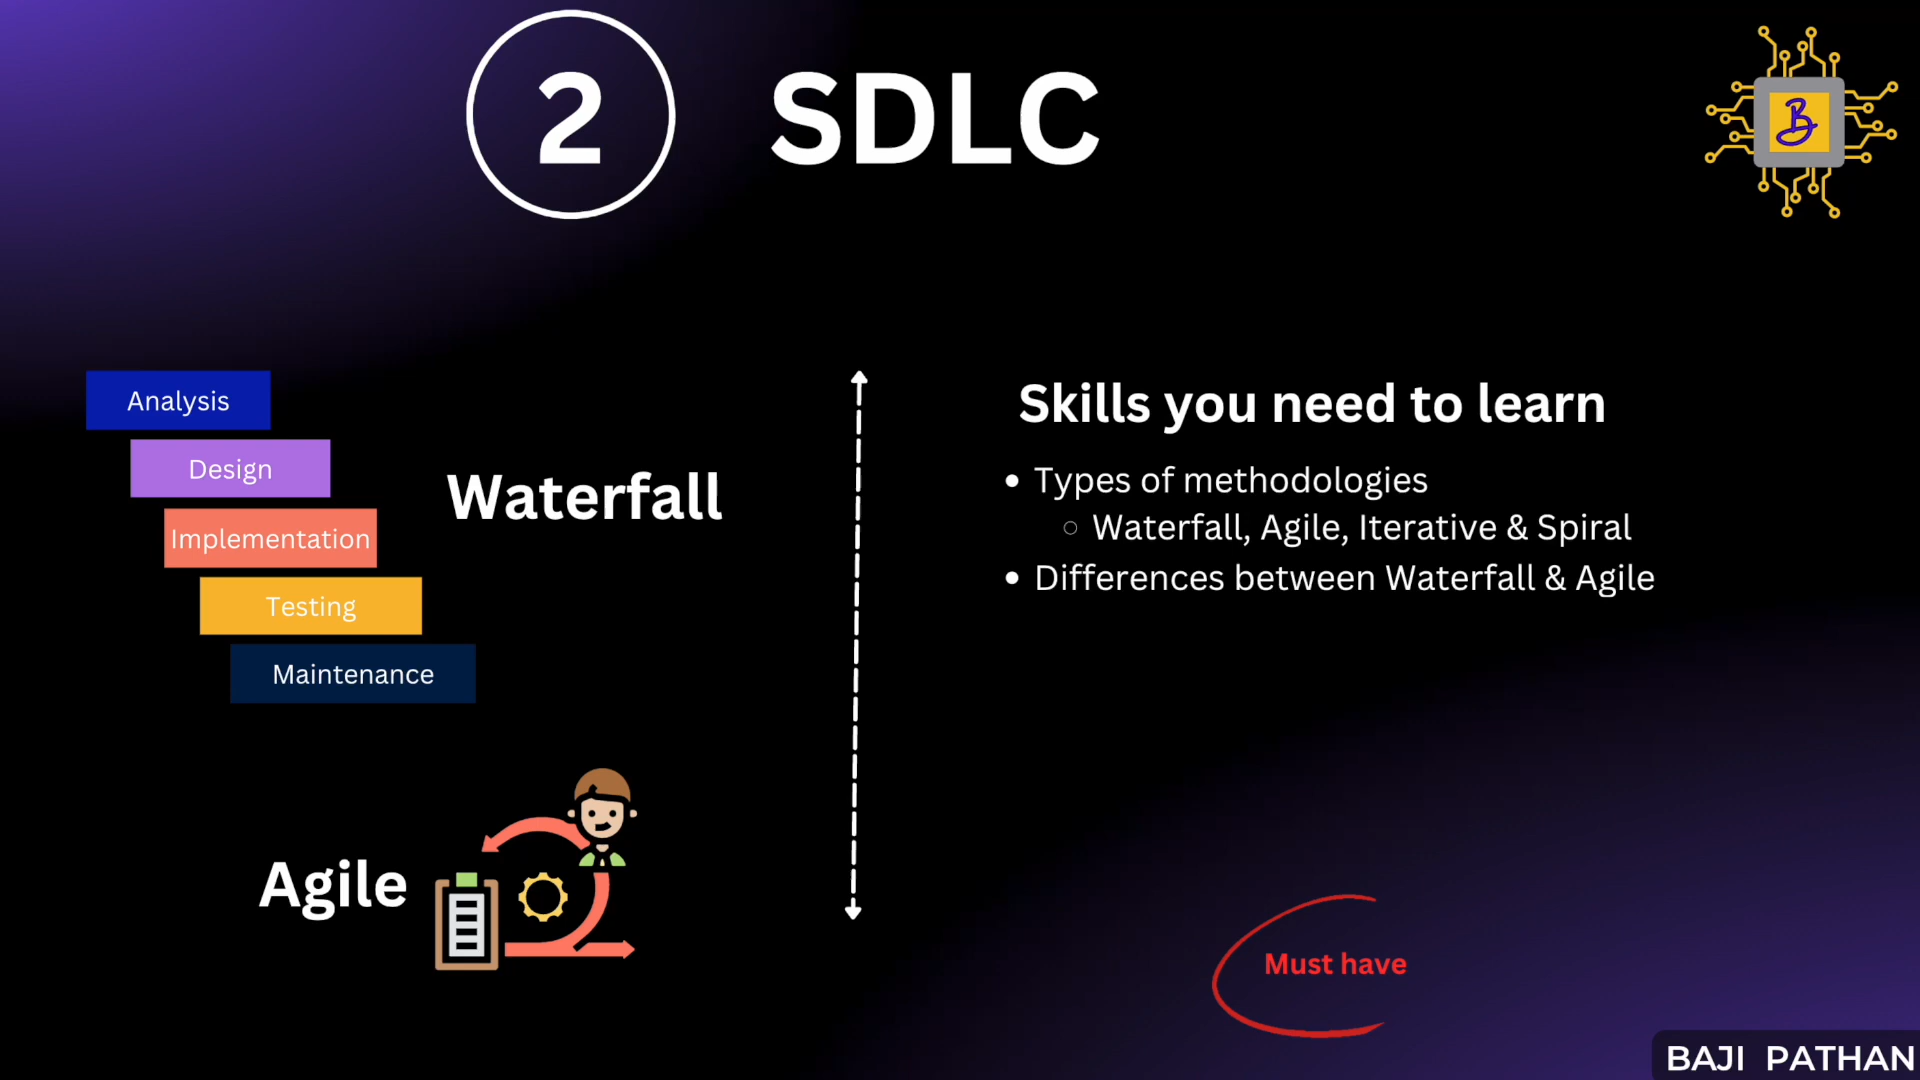 2 SDLC
B
Analysis
Design
Implementation
Testing
Maintenance
Waterfall
Agile
Skills you need to learn
• Types of methodologies
○ Waterfall, Agile, Iterative & Spiral
• Differences between Waterfall & Agile
Must have
BAJI PATHAN